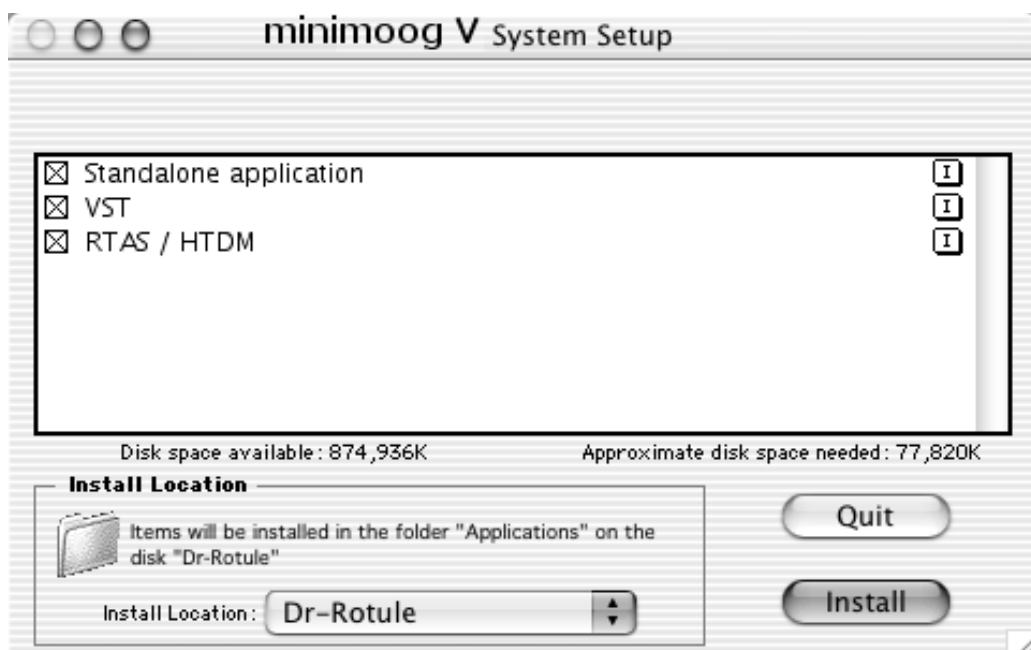 minimoog V System Setup
Standalone application I
VST I
RTAS / HTDM I
Disk space available: 874,936K Approximate disk space needed: 77,820K
Install Location
Items will be installed in the folder "Applications" on the
disk "Dr-Rotule"
Quit
Install Location: Dr-Rotule
Install